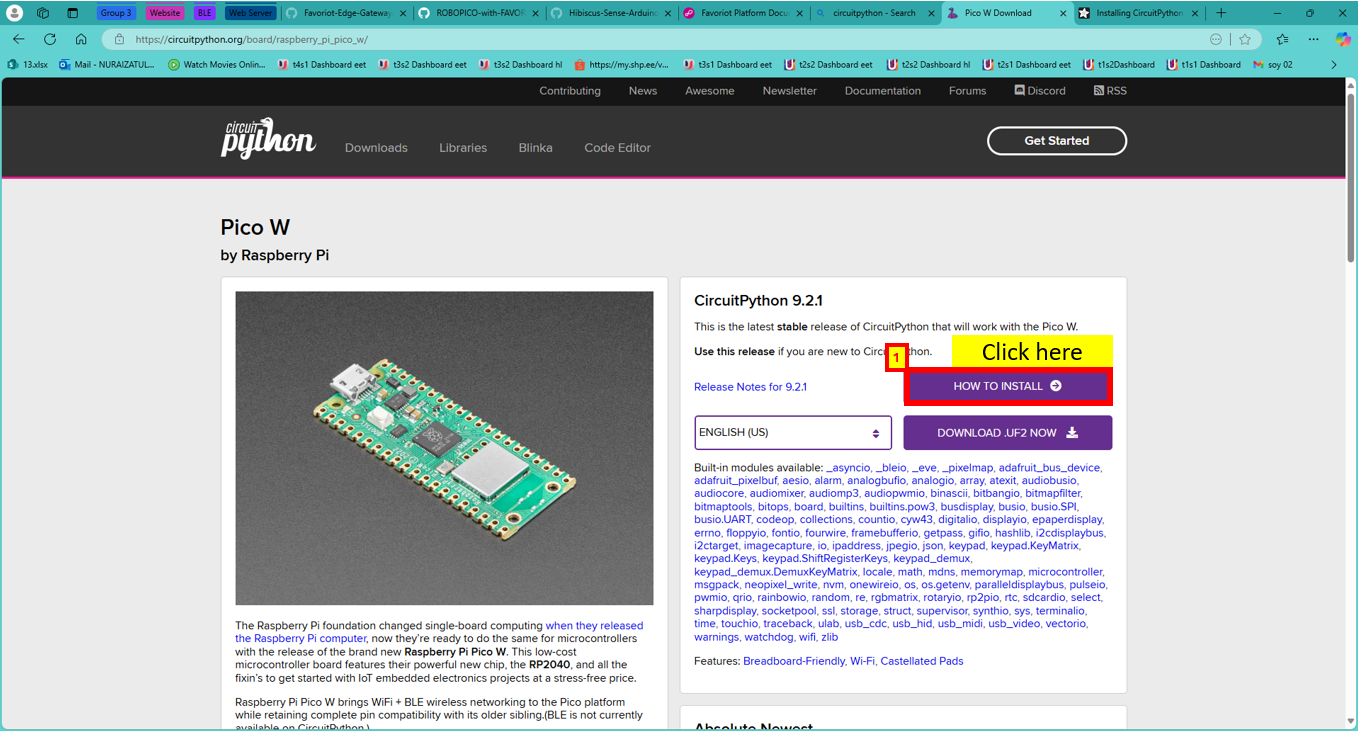 Group 3 Website BLE Web Server Favoriot-Edge-Gateway ROBOPICO-with-FAVOR Hibiscus-Sense-Arduino Favoriot Platform Docu circuitpython - Search Pico W Download Installing CircuitPython
https://circuitpython.org/board/raspberry_pi_pico_w/
13.xlsx Mail - NURAIZATUL... Watch Movies Onlin... t4s1 Dashboard eet t3s2 Dashboard eet t3s2 Dashboard hl https://my.shp.ee/v... t3s1 Dashboard eet t2s2 Dashboard eet t2s2 Dashboard hl t2s1 Dashboard eet t1s2Dashboard t1s1 Dashboard soy 02
Contributing News Awesome Newsletter Documentation Forums Discord RSS
circuit
python
Downloads Libraries Blinka Code Editor
Get Started
Pico W
by Raspberry Pi
CircuitPython 9.2.1
This is the latest stable release of CircuitPython that will work with the Pico W.
Use this release if you are new to Circ thon.
1
Click here
Release Notes for 9.2.1
HOW TO INSTALL
ENGLISH (US)
DOWNLOAD .UF2 NOW
Built-in modules available: _asyncio, _bleio, _eve, _pixelmap, adafruit_bus_device,
adafruit_pixelbuf, aesio, alarm, analogbufio, analogio, array, atexit, audiobusio,
audiocore, audiomixer, audiomp3, audiopwmio, binascii, bitbangio, bitmapfilter,
bitmaptools, bitops, board, builtins, builtins.pow3, busdisplay, busio, busio.SPI,
busio.UART, codeop, collections, countio, cyw43, digitalio, displayio, epaperdisplay,
errno, floppyio, fontio, fourwire, framebufferio, getpass, gifio, hashlib, i2cdisplaybus,
i2ctarget, imagecapture, io, ipaddress, jpegio, json, keypad, keypad.KeyMatrix,
keypad.Keys, keypad.ShiftRegisterKeys, keypad_demux,
keypad_demux.DemuxKeyMatrix, locale, math, mdns, memorymap, microcontroller,
msgpack, neopixel_write, nvm, onewireio, os, os.getenv, paralleldisplaybus, pulseio,
pwmio, qrio, rainbowio, random, re, rgbmatrix, rotaryio, rp2pio, rtc, sdcardio, select,
sharpdisplay, socketpool, ssl, storage, struct, supervisor, synthio, sys, terminalio,
time, touchio, traceback, ulab, usb_cdc, usb_hid, usb_midi, usb_video, vectorio,
warnings, watchdog, wifi, zlib
Features: Breadboard-Friendly, Wi-Fi, Castellated Pads
The Raspberry Pi foundation changed single-board computing when they released
the Raspberry Pi computer, now they're ready to do the same for microcontrollers
with the release of the brand new Raspberry Pi Pico W. This low-cost
microcontroller board features their powerful new chip, the RP2040, and all the
fixin's to get started with IoT embedded electronics projects at a stress-free price.
Raspberry Pi Pico W brings WiFi + BLE wireless networking to the Pico platform
while retaining complete pin compatibility with its older sibling.(BLE is not currently
available on CircuitPython.)
Absolute Newest